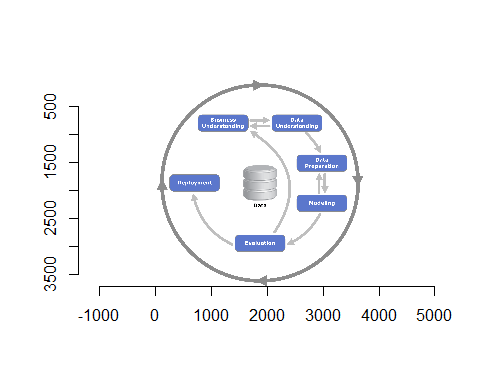 Business
Understanding
Data
Understanding
Data
Preparation
Deployment
Data
Modeling
Evaluation
500
1500
2500
3500
-1000
0
1000
2000
3000
4000
5000